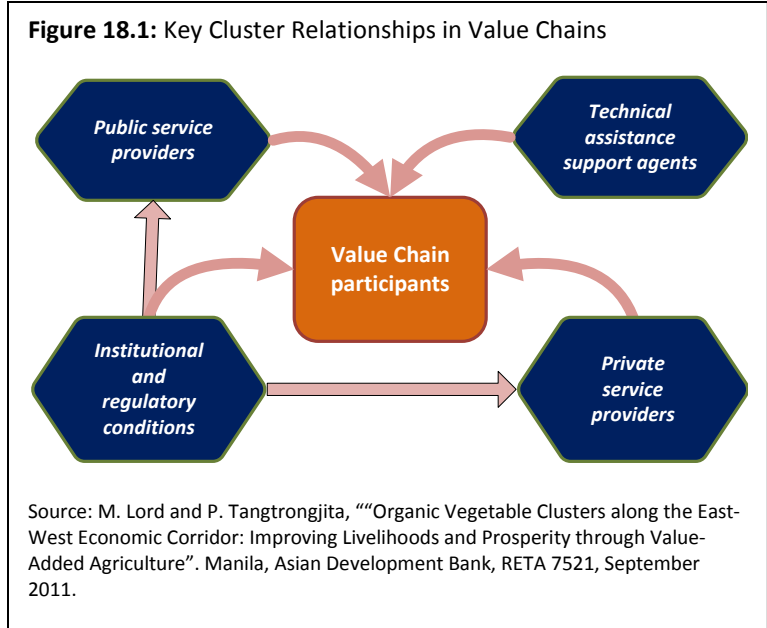 Figure 18.1: Key Cluster Relationships in Value Chains
Public service
providers
Technical
assistance
support agents
Value Chain
participants
Institutional
and
regulatory
conditions
Private
service
providers
Source: M. Lord and P. Tangtrongjita, ““Organic Vegetable Clusters along the East-
West Economic Corridor: Improving Livelihoods and Prosperity through Value-
Added Agriculture”. Manila, Asian Development Bank, RETA 7521, September
2011.